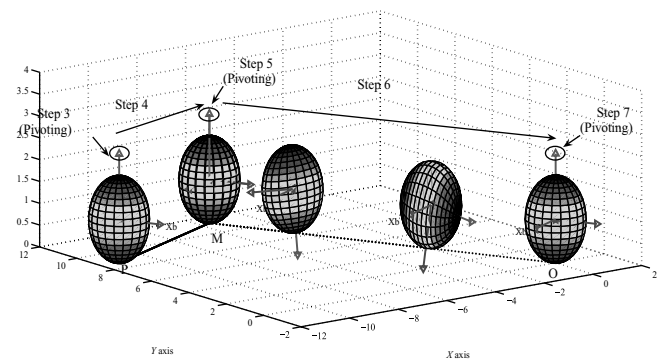 Step 5
(Pivoting)
Step 6
Step 4
Step 3
(Pivoting)
Step 7
(Pivoting)
4
3.5
3
2.5
2
1.5
1
0.5
0
12
10
8
6
4
2
0
−2
−12
−10
−8
−6
−4
−2
0
2
Xb
Xb
Xb
Xb
P
M
O
Y axis
X axis